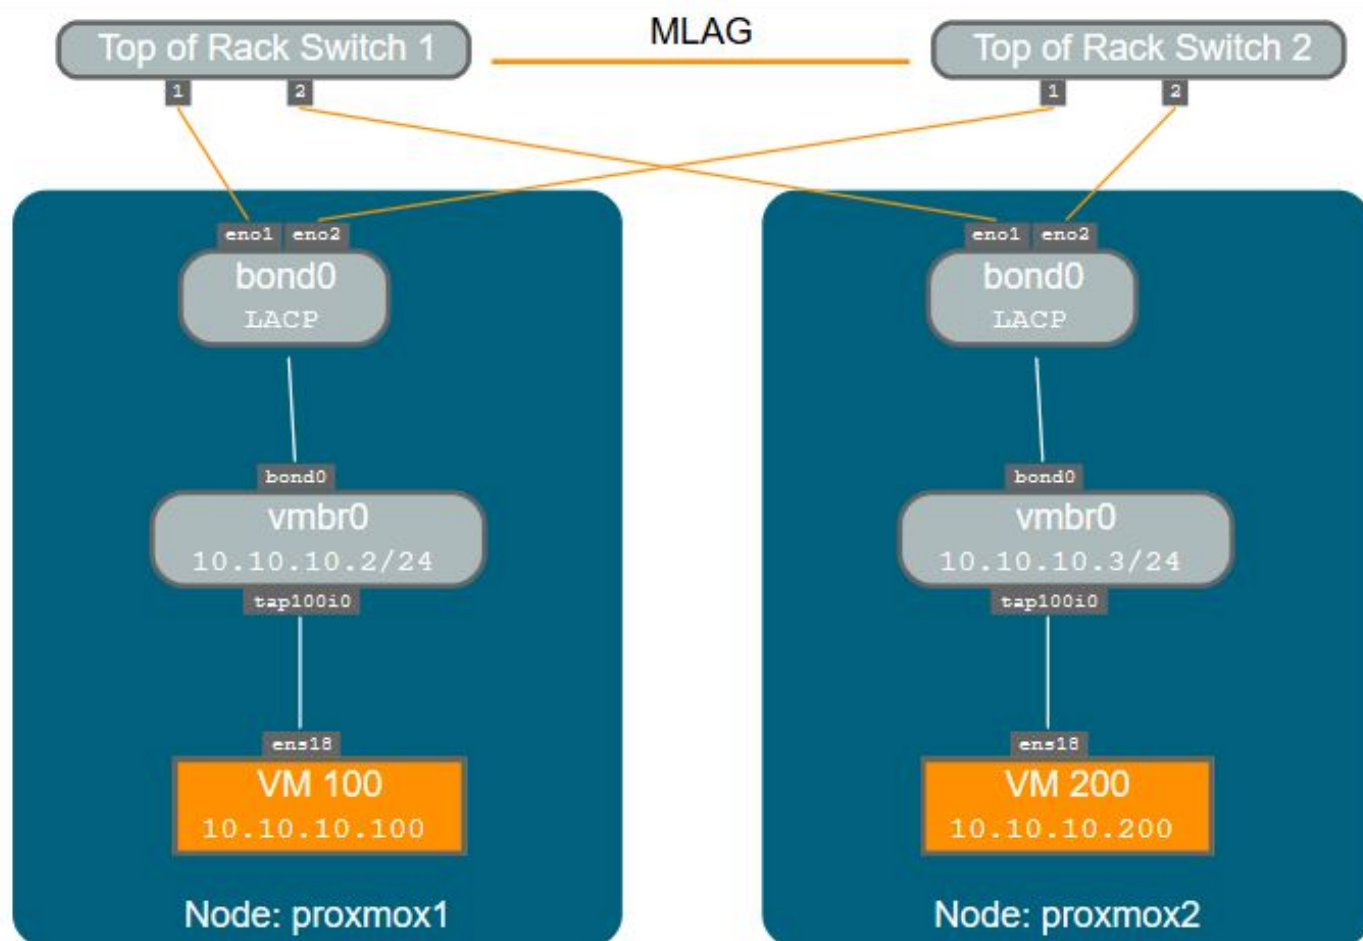 MLAG
Top of Rack Switch 1
Top of Rack Switch 2
1 2
1 2
eno1 eno2
eno1 eno2
bond0
LACP
bond0
LACP
bond0
bond0
vmbr0
10.10.10.2/24
vmbr0
10.10.10.3/24
tap100i0
tap100i0
ens18
ens18
VM 100
10.10.10.100
VM 200
10.10.10.200
Node: proxmox1
Node: proxmox2